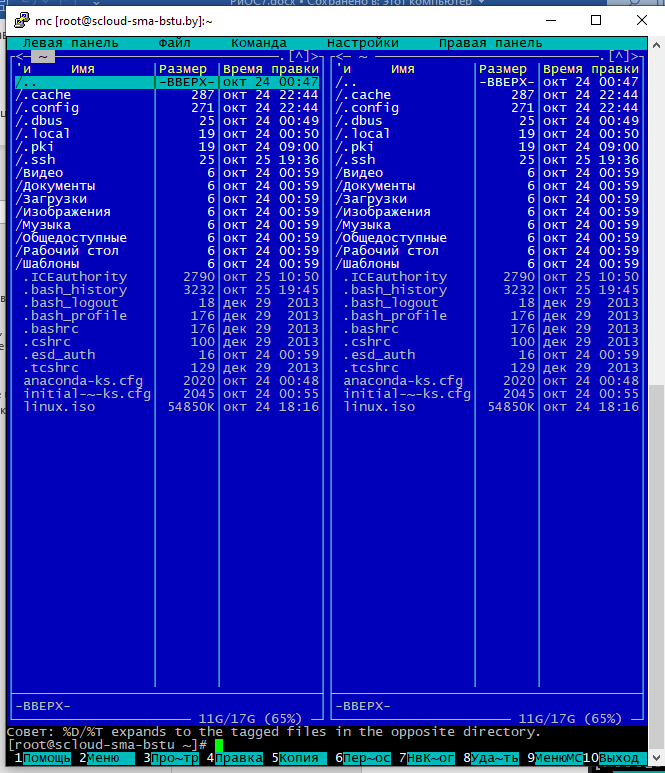 РиОС7.docx • Сохранено в: Этот компьютер
mc [root@scloud-sma-bstu.by]:~
Левая панель Файл Команда Настройки Правая панель
<─ ~ .[^]> <─ ~ .[^]>
'и Имя Размер Время правки 'и Имя Размер Время правки
/.. -ВВЕРХ- окт 24 00:47 /.. -ВВЕРХ- окт 24 00:47
/.cache 287 окт 24 22:44 /.cache 287 окт 24 22:44
/.config 271 окт 24 22:44 /.config 271 окт 24 22:44
/.dbus 25 окт 24 00:49 /.dbus 25 окт 24 00:49
/.local 19 окт 24 00:50 /.local 19 окт 24 00:50
/.pki 19 окт 24 09:00 /.pki 19 окт 24 09:00
/.ssh 25 окт 25 19:36 /.ssh 25 окт 25 19:36
/Видео 6 окт 24 00:59 /Видео 6 окт 24 00:59
/Документы 6 окт 24 00:59 /Документы 6 окт 24 00:59
/Загрузки 6 окт 24 00:59 /Загрузки 6 окт 24 00:59
/Изображения 6 окт 24 00:59 /Изображения 6 окт 24 00:59
/Музыка 6 окт 24 00:59 /Музыка 6 окт 24 00:59
/Общедоступные 6 окт 24 00:59 /Общедоступные 6 окт 24 00:59
/Рабочий стол 6 окт 24 00:59 /Рабочий стол 6 окт 24 00:59
/Шаблоны 6 окт 24 00:59 /Шаблоны 6 окт 24 00:59
.ICEauthority 2790 окт 25 10:50 .ICEauthority 2790 окт 25 10:50
.bash_history 3232 окт 25 19:45 .bash_history 3232 окт 25 19:45
.bash_logout 18 дек 29 2013 .bash_logout 18 дек 29 2013
.bash_profile 176 дек 29 2013 .bash_profile 176 дек 29 2013
.bashrc 176 дек 29 2013 .bashrc 176 дек 29 2013
.cshrc 100 дек 29 2013 .cshrc 100 дек 29 2013
.esd_auth 16 окт 24 00:59 .esd_auth 16 окт 24 00:59
.tcshrc 129 дек 29 2013 .tcshrc 129 дек 29 2013
anaconda-ks.cfg 2020 окт 24 00:48 anaconda-ks.cfg 2020 окт 24 00:48
initial-~-ks.cfg 2045 окт 24 00:55 initial-~-ks.cfg 2045 окт 24 00:55
linux.iso 54850K окт 24 18:16 linux.iso 54850K окт 24 18:16
-ВВЕРХ- -ВВЕРХ-
11G/17G (65%) 11G/17G (65%)
Совет: %D/%T expands to the tagged files in the opposite directory.
[root@scloud-sma-bstu ~]#
1Помощь 2Меню 3Про~тр 4Правка 5Копия 6Пер~ос 7НвК~ог 8Уда~ть 9МенюMC 10Выход